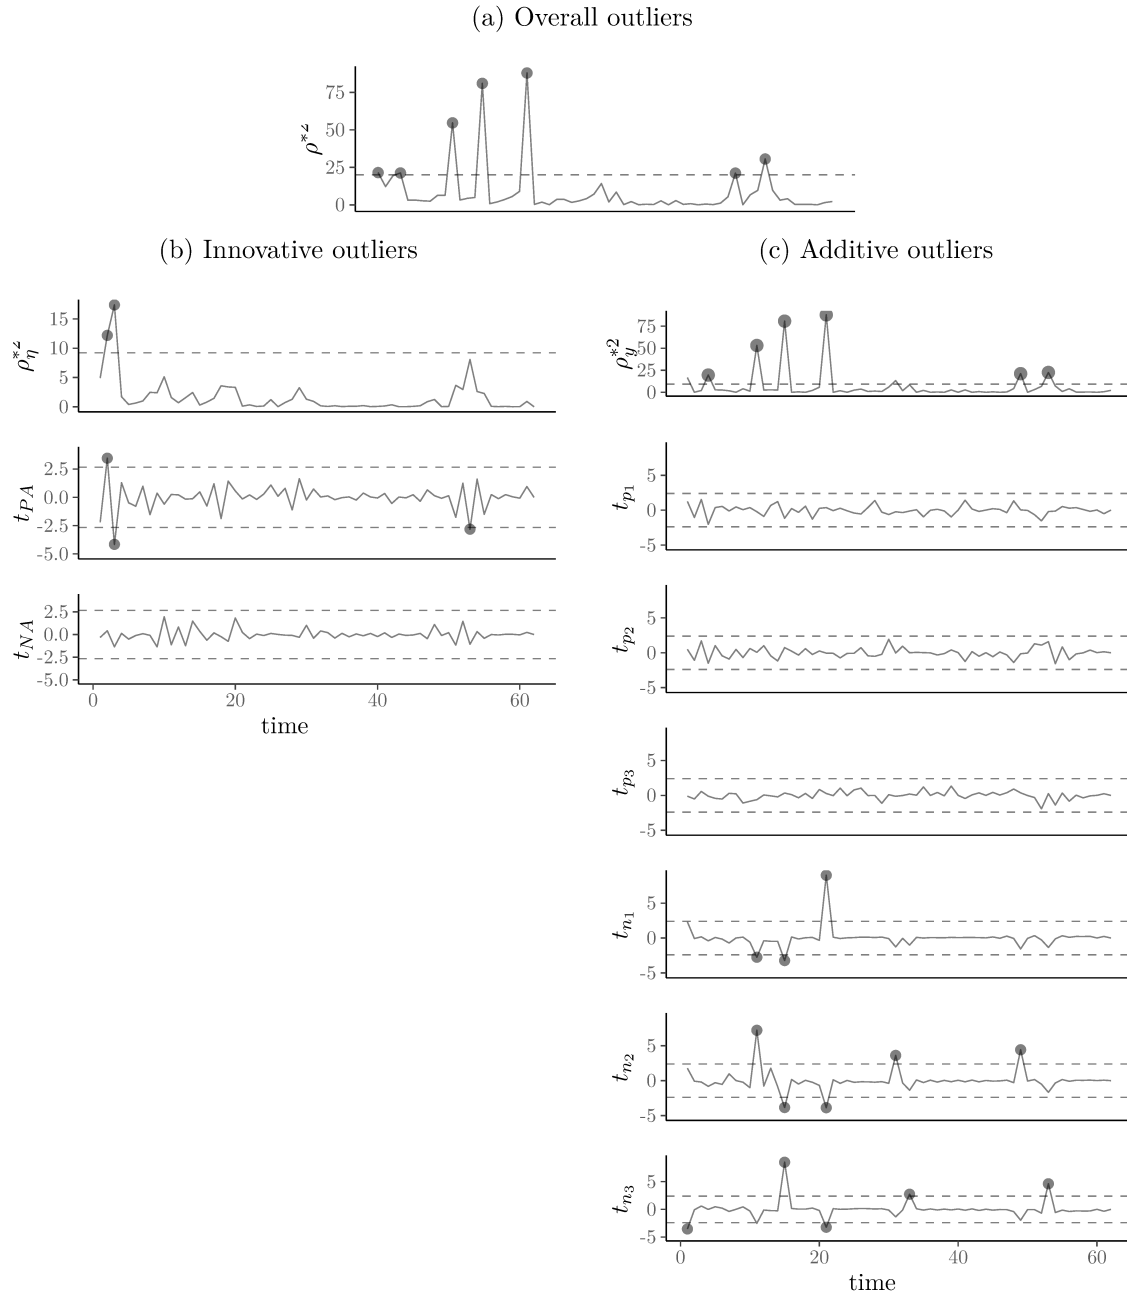 (a) Overall outliers
75
50
25
0
ρ*2
(b) Innovative outliers
15
10
5
0
ρ*2η
2.5
0.0
-2.5
-5.0
tPA
2.5
0.0
-2.5
-5.0
tNA
0 20 40 60
time
(c) Additive outliers
75
50
25
0
ρ*2y
5
0
-5
tp1
5
0
-5
tp2
5
0
-5
tp3
5
0
-5
tn1
5
0
-5
tn2
5
0
-5
tn3
0 20 40 60
time